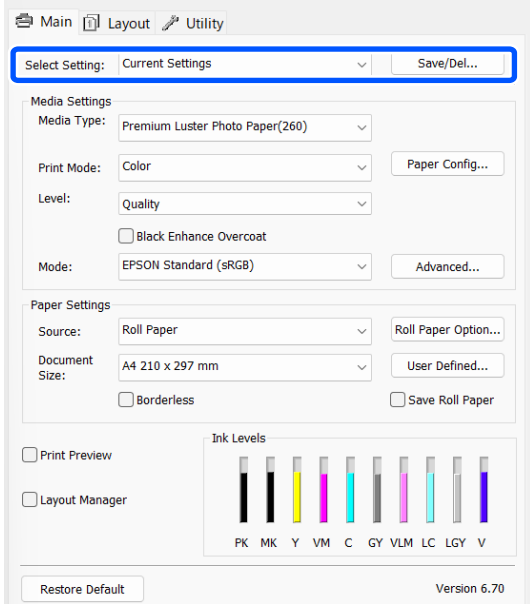 Main Layout Utility
Select Setting: Current Settings Save/Del...
Media Settings
Media Type: Premium Luster Photo Paper(260)
Print Mode: Color Paper Config...
Level: Quality
Black Enhance Overcoat
Mode: EPSON Standard (sRGB) Advanced...
Paper Settings
Source: Roll Paper Roll Paper Option...
Document
Size: A4 210 x 297 mm User Defined...
Borderless Save Roll Paper
Print Preview
Layout Manager
Ink Levels
PK MK Y VM C GY VLM LC LGY V
Restore Default Version 6.70